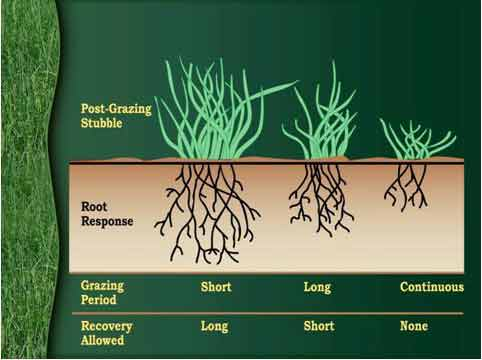 Post-Grazing
Stubble
Root
Response
Grazing
Period
Short
Long
Continuous
Recovery
Allowed
Long
Short
None